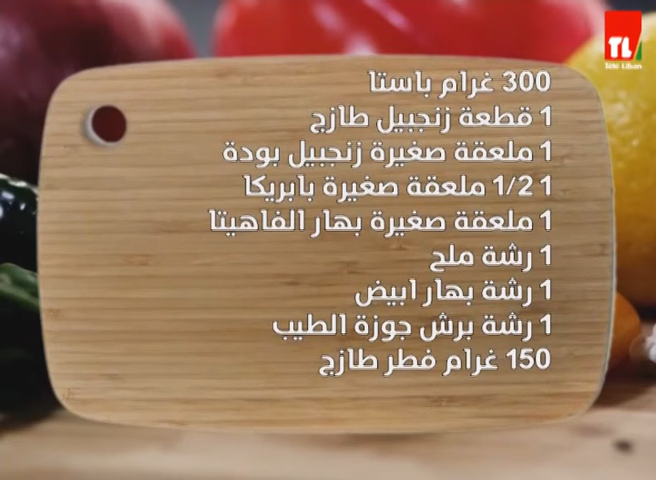 TL
Télé Liban
300 غرام باستا
1 قطعة زنجبيل طازج
1 ملعقة صغيرة زنجبيل بودة
1 1/2 ملعقة صغيرة بابريكا
1 ملعقة صغيرة بهار الفاهيتا
1 رشة ملح
1 رشة بهار ابيض
1 رشة برش جوزة الطيب
150 غرام فطر طازج